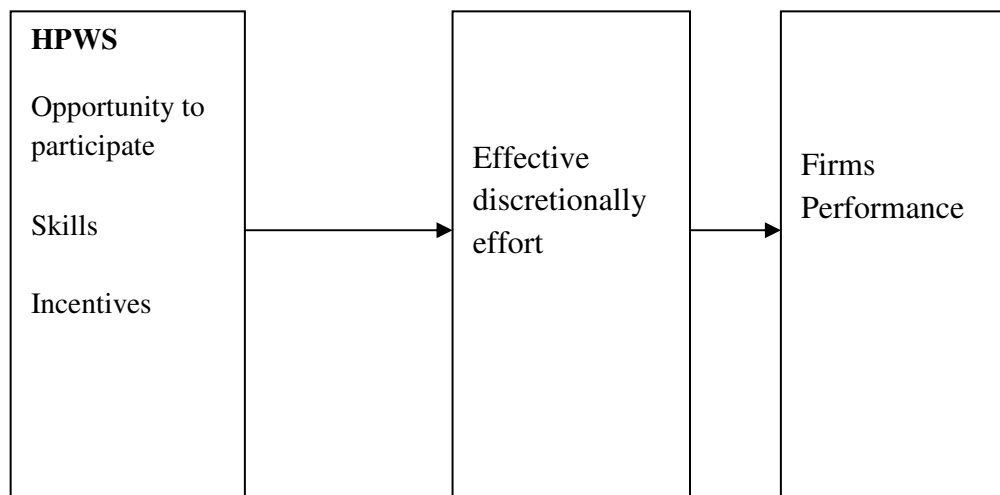 HPWS
Opportunity to
participate
Skills
Incentives
Effective
discretionally
effort
Firms
Performance